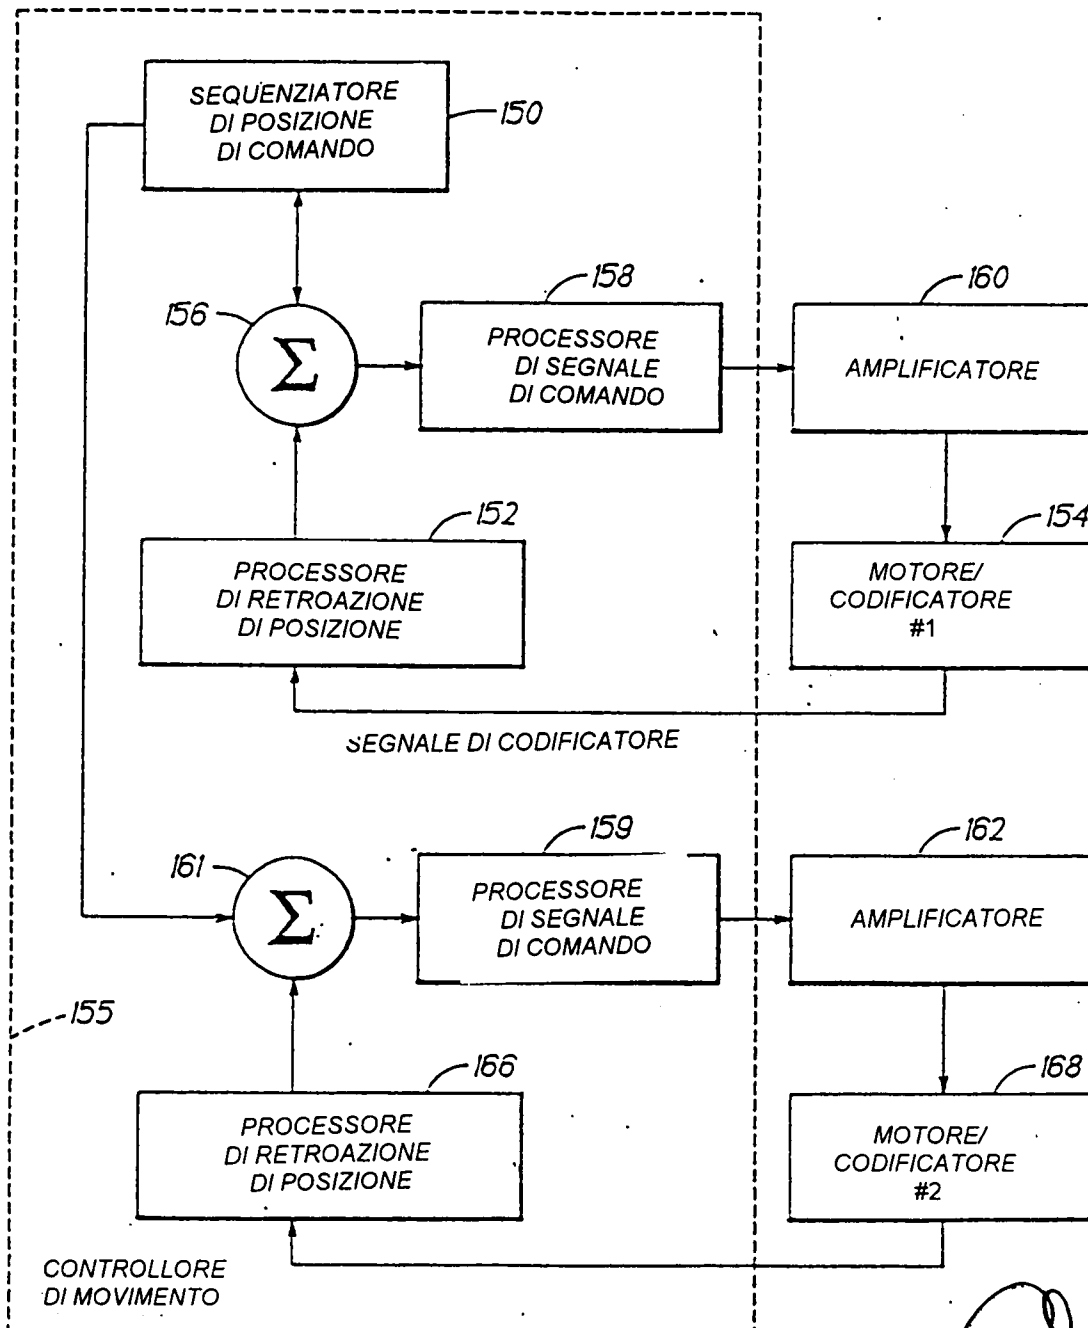 SEQUENZIATORE
DI POSIZIONE
DI COMANDO
150
156
Σ
158
PROCESSORE
DI SEGNALE
DI COMANDO
160
AMPLIFICATORE
152
PROCESSORE
DI RETROAZIONE
DI POSIZIONE
154
MOTORE/
CODIFICATORE
#1
SEGNALE DI CODIFICATORE
161
Σ
159
PROCESSORE
DI SEGNALE
DI COMANDO
162
AMPLIFICATORE
155
166
PROCESSORE
DI RETROAZIONE
DI POSIZIONE
168
MOTORE/
CODIFICATORE
#2
CONTROLLORE
DI MOVIMENTO